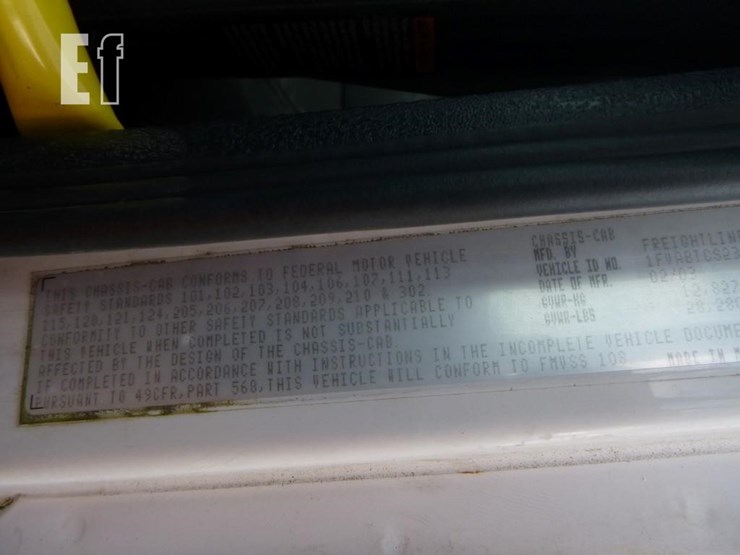 Ef
THIS CHASSIS-CAB CONFORMS TO FEDERAL MOTOR VEHICLE
SAFETY STANDARDS 101,102,103,104,106,107,111,113
115,120,121,124,205,206,207,208,209,210 & 302.
CONFORMITY TO OTHER SAFETY STANDARDS APPLICABLE TO
THIS VEHICLE WHEN COMPLETED IS NOT SUBSTANTIALLY
AFFECTED BY THE DESIGN OF THE CHASSIS-CAB
IF COMPLETED IN ACCORDANCE WITH INSTRUCTIONS IN THE INCOMPLETE VEHICLE DOCUME
PURSUANT TO 49CFR,PART 568,THIS VEHICLE WILL CONFORM TO FMVSS 108
CHASSIS-CAB
MFD. BY FREIGHTLIN
VEHICLE ID NO. 1FVABTCS23
DATE OF MFR. 02/03
GVWR-KG 12,827
GVWR-LBS 28,280
MADE IN